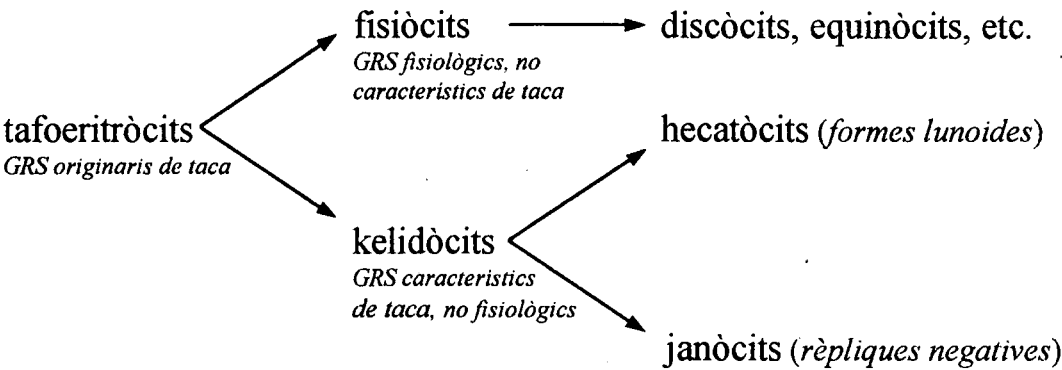 fisiòcits
GRS fisiològics, no
característics de taca
discòcits, equinòcits, etc.
tafoeritròcits
GRS originaris de taca
hecatòcits (formes lunoides)
kelidòcits
GRS caracteristics
de taca, no fisiològics
janòcits (rèpliques negatives)